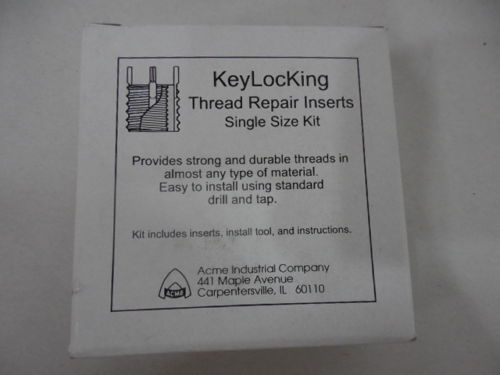 KeyLocKing
Thread Repair Inserts
Single Size Kit
Provides strong and durable threads in
almost any type of material.
Easy to install using standard
drill and tap.
Kit includes inserts, install tool, and instructions.
ACME
Acme Industrial Company
441 Maple Avenue
Carpentersville, IL 60110